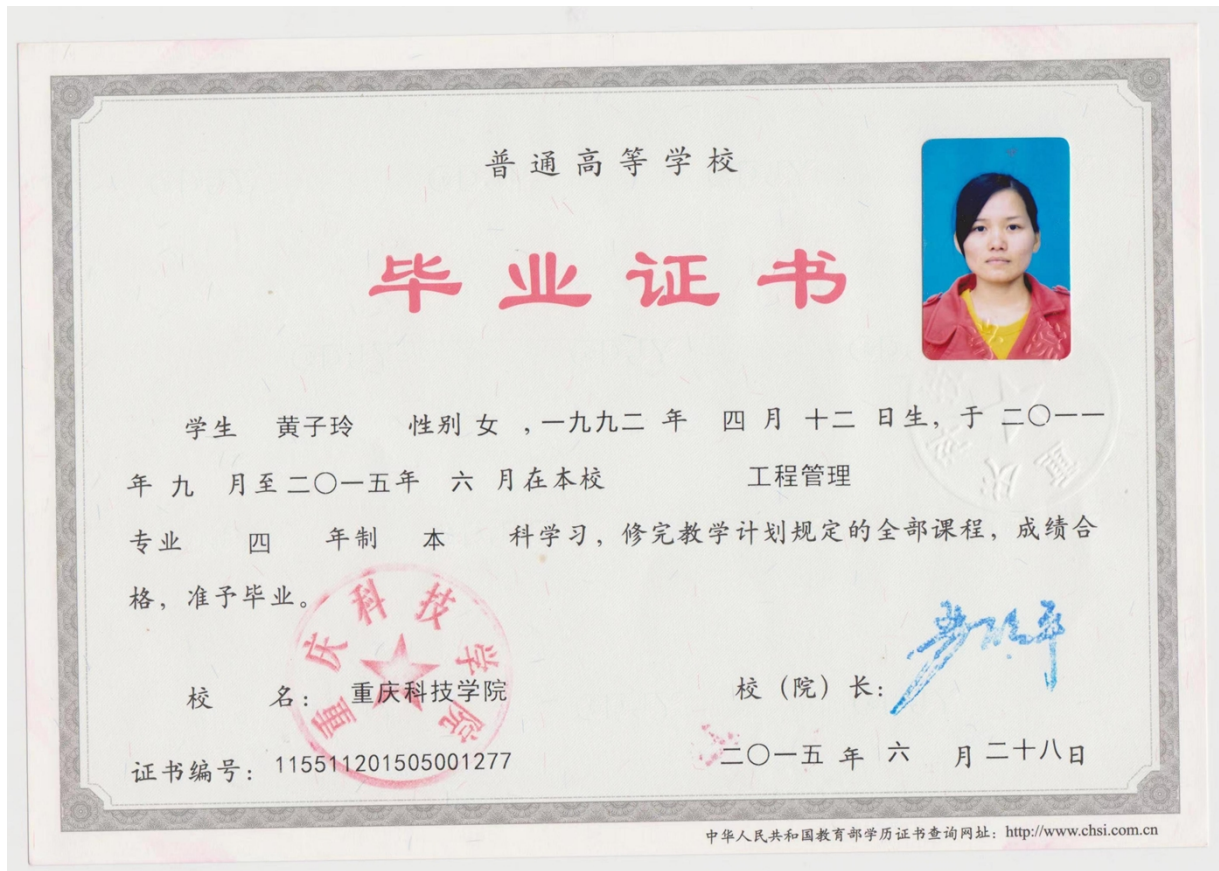 普通高等学校
毕业证书
学生 黄子玲 性别 女 ,一九九二 年 四 月 十二 日生，于 二〇一一
年 九 月至 二〇一五年 六 月在本校 工程管理
专业 四 年制 本 科学习，修完教学计划规定的全部课程，成绩合
格，准予毕业。
重庆科技学院
校 名： 重庆科技学院
校（院）长：
证书编号： 115511201505001277
二〇一五 年 六 月 二十八日
中华人民共和国教育部学历证书查询网址：http://www.chsi.com.cn